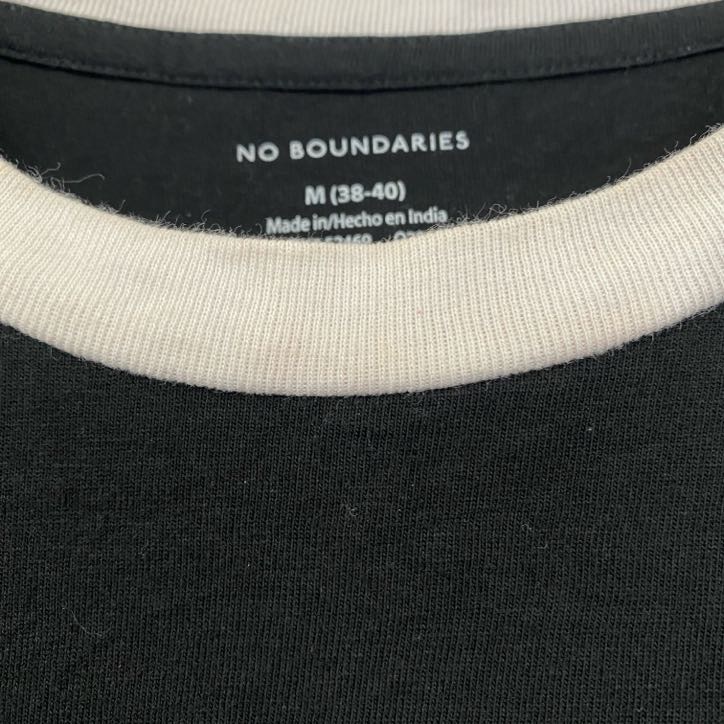 NO BOUNDARIES
M (38-40)
Made in/Hecho en India